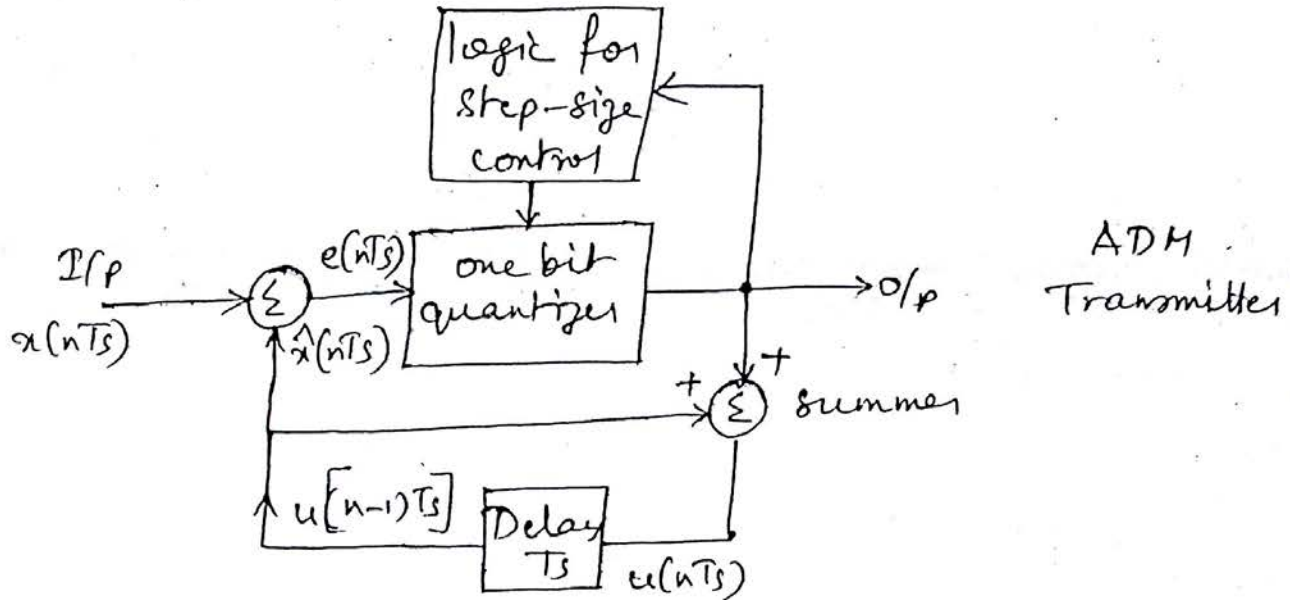 logic for
step-size
control
I/p
x(nTs)
e(nTs)
x̂(nTs)
one bit
quantizer
O/p
ADM
Transmitter
+
+
Σ
Σ
summer
u[(n-1)Ts]
Delay
Ts
u(nTs)